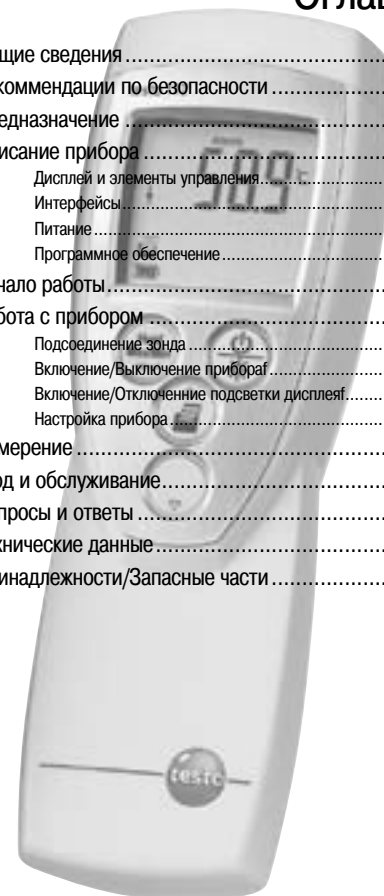 Оглав
щие сведения
коммендации по безопасности
едназначение
исание прибора
Дисплей и элементы управления
Интерфейсы
Питание
Программное обеспечение
чало работы
бота с прибором
Подсоединение зонда
Включение/Выключение прибораf
Включение/Отключенние подсветки дисплеяf
Настройка прибора
мерение
од и обслуживание
просы и ответы
хнические данные
инадлежности/Запасные части
testo